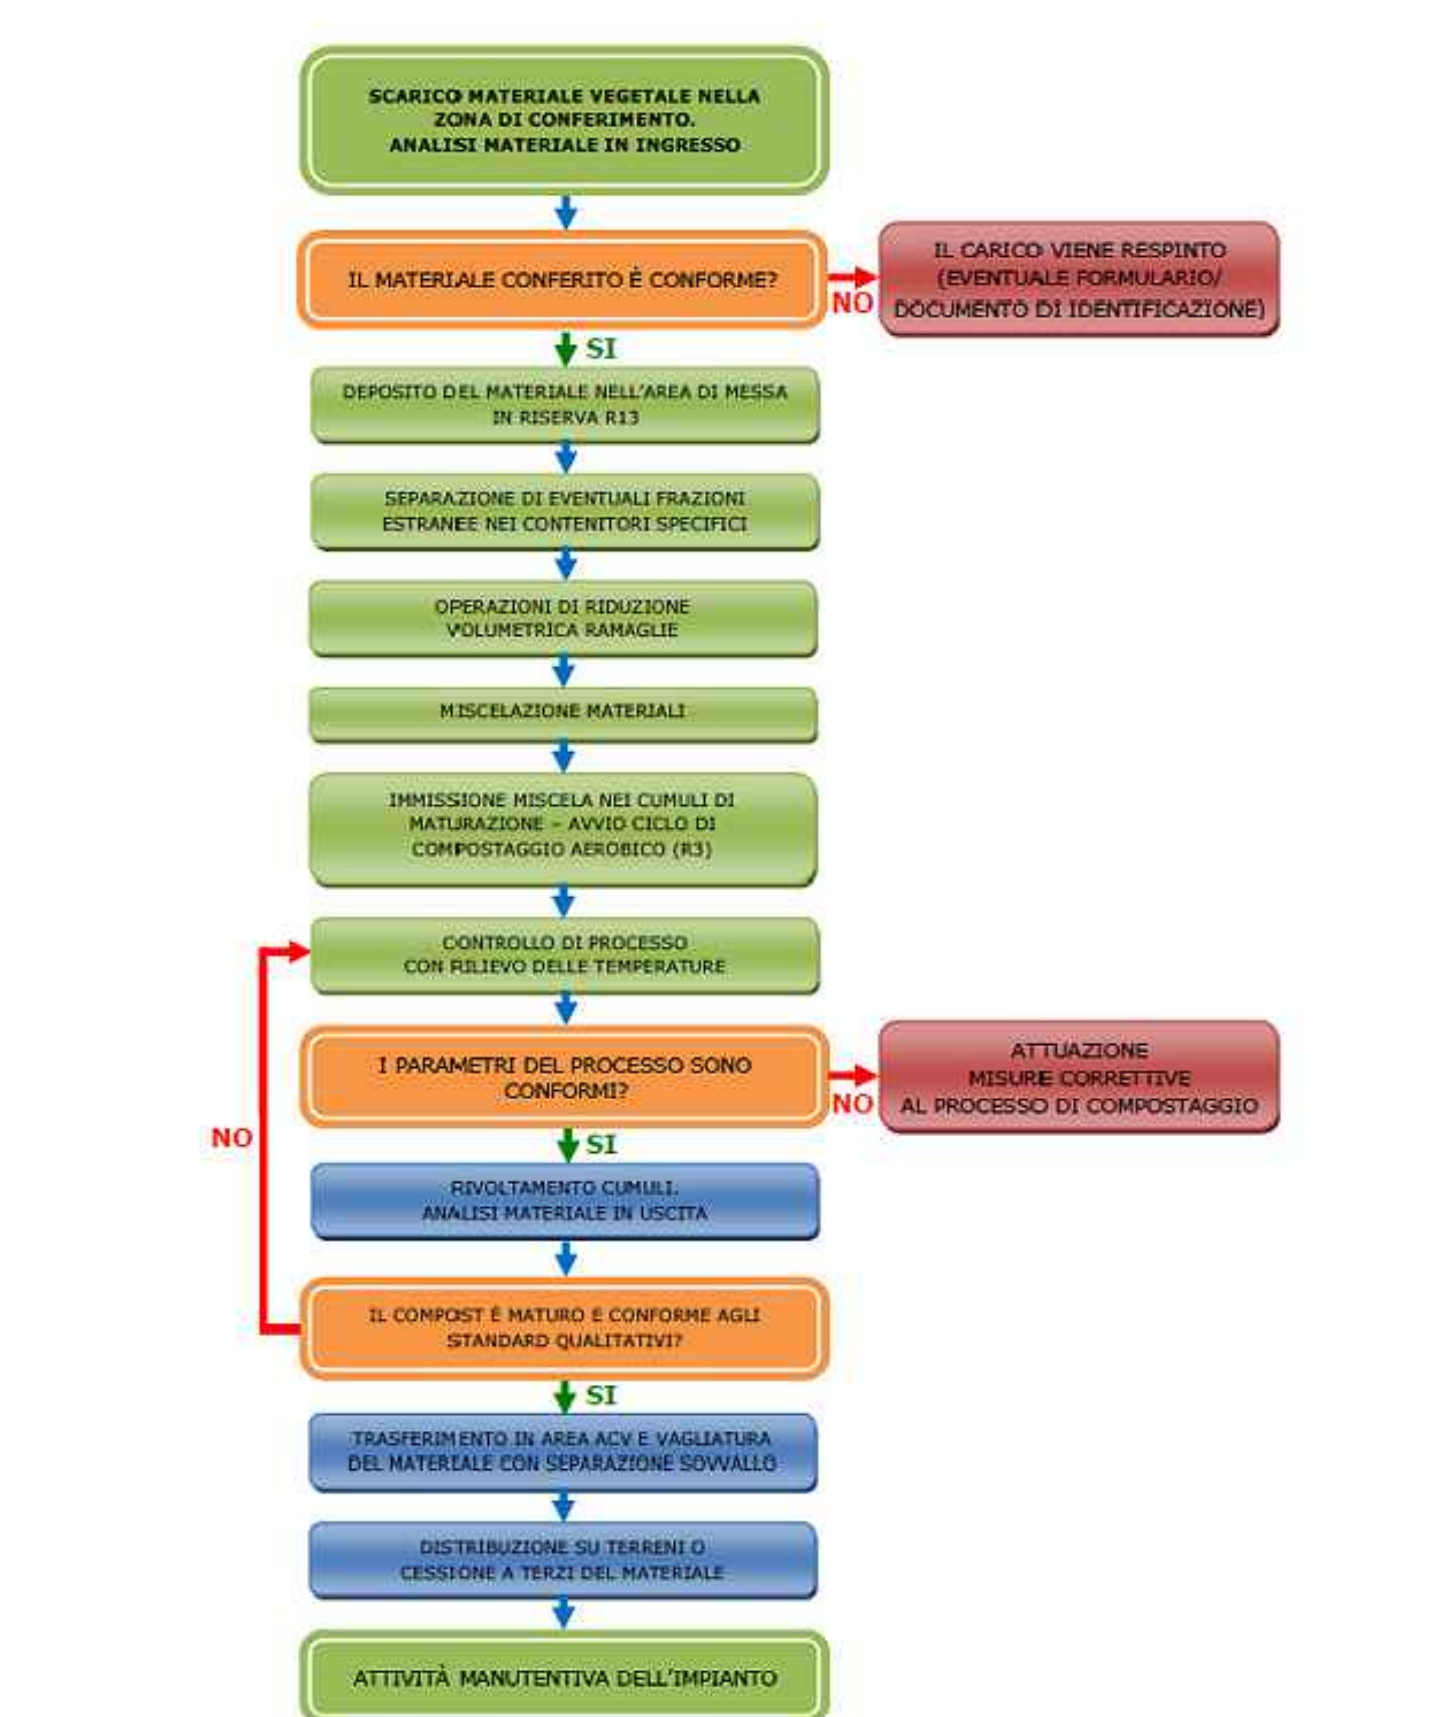 SCARICO MATERIALE VEGETALE NELLA
ZONA DI CONFERIMENTO.
ANALISI MATERIALE IN INGRESSO
IL MATERIALE CONFERITO È CONFORME?
NO
IL CARICO VIENE RESPINTO
(EVENTUALE FORMULARIO/
DOCUMENTO DI IDENTIFICAZIONE)
SI
DEPOSITO DEL MATERIALE NELL'AREA DI MESSA
IN RISERVA R13
SEPARAZIONE DI EVENTUALI FRAZIONI
ESTRANEE NEI CONTENITORI SPECIFICI
OPERAZIONI DI RIDUZIONE
VOLUMETRICA RAMAGLIE
MISCELAZIONE MATERIALI
IMMISSIONE MISCELA NEI CUMULI DI
MATURAZIONE – AVVIO CICLO DI
COMPOSTAGGIO AEROBICO (R3)
CONTROLLO DI PROCESSO
CON RILIEVO DELLE TEMPERATURE
I PARAMETRI DEL PROCESSO SONO
CONFORMI?
NO
ATTUAZIONE
MISURE CORRETTIVE
AL PROCESSO DI COMPOSTAGGIO
NO
SI
RIVOLTAMENTO CUMULI.
ANALISI MATERIALE IN USCITA
IL COMPOST È MATURO E CONFORME AGLI
STANDARD QUALITATIVI?
SI
TRASFERIMENTO IN AREA ACV E VAGLIATURA
DEL MATERIALE CON SEPARAZIONE SOVVALLO
DISTRIBUZIONE SU TERRENI O
CESSIONE A TERZI DEL MATERIALE
ATTIVITÀ MANUTENTIVA DELL'IMPIANTO